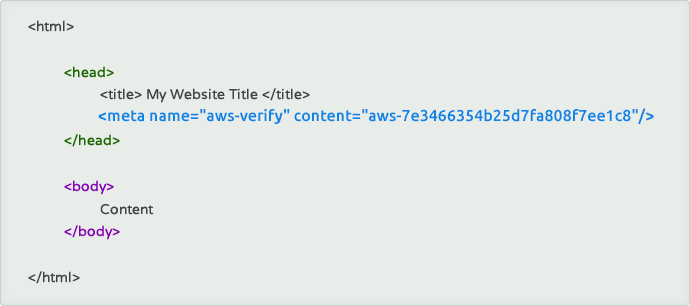 <html>
<head>
<title> My Website Title </title>
<meta name="aws-verify" content="aws-7e3466354b25d7fa808f7ee1c8"/>
</head>
<body>
Content
</body>
</html>